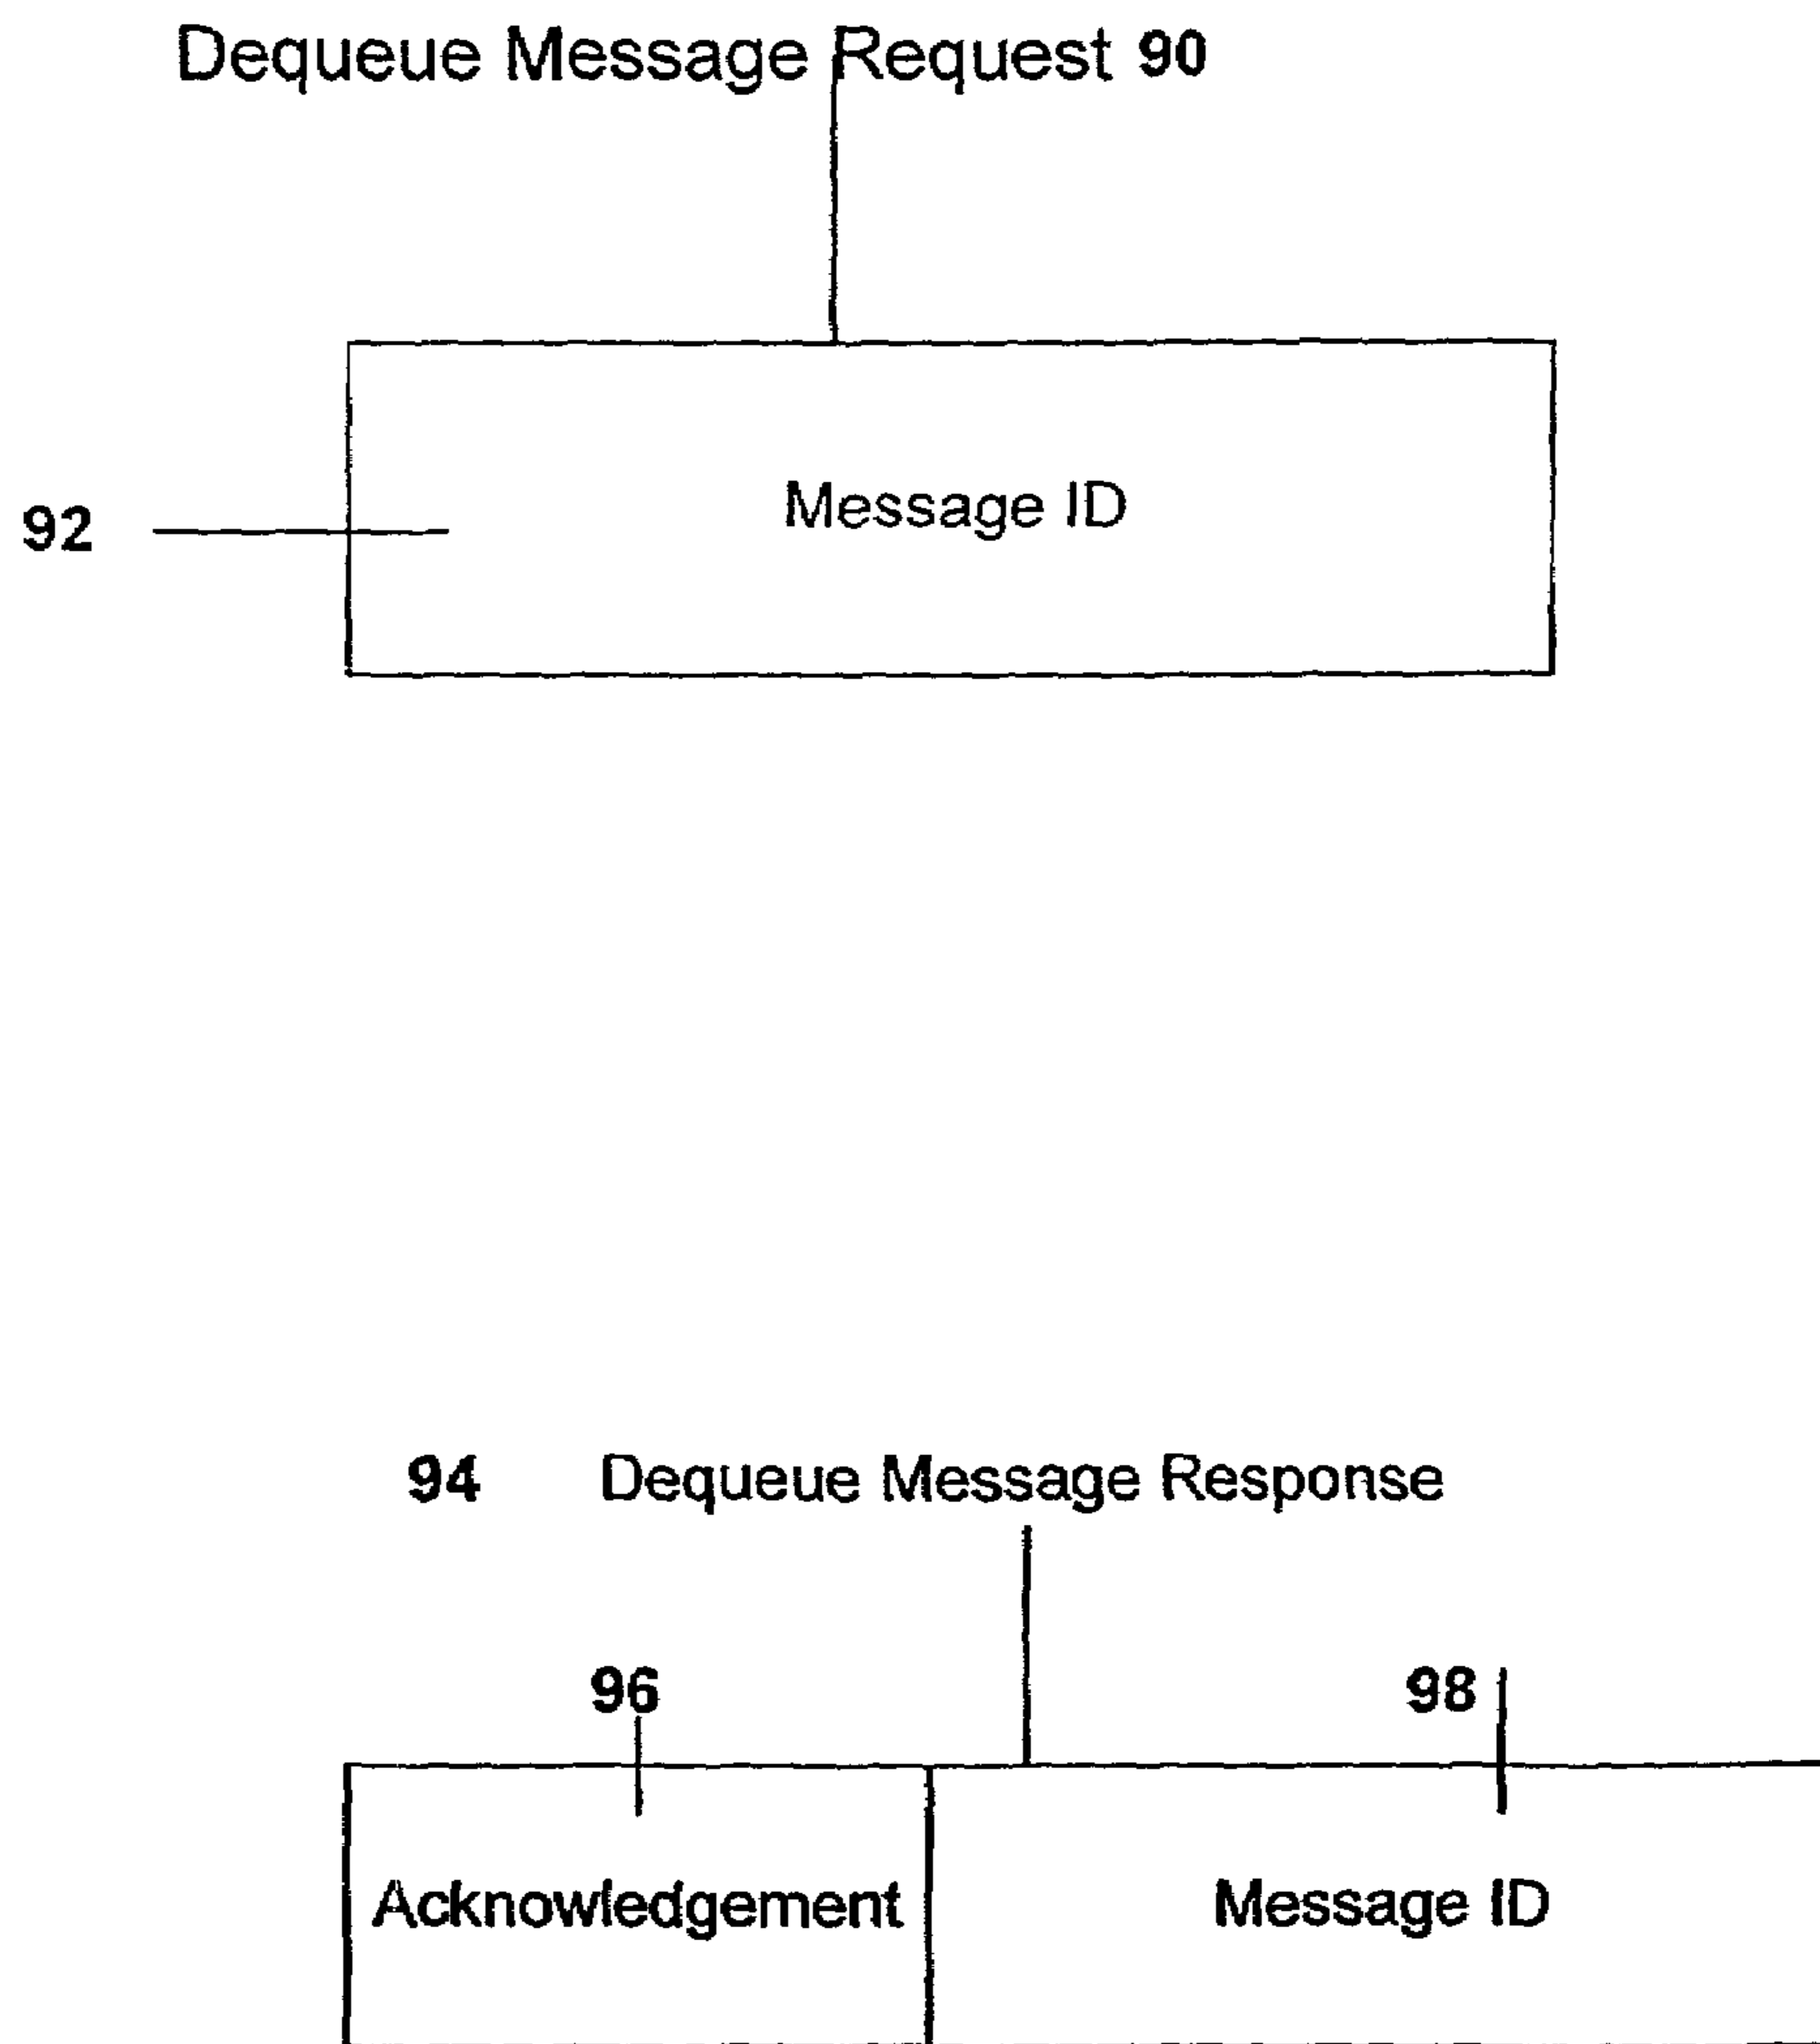 Dequeue Message Request 90
Message ID
92
94 Dequeue Message Response
96 98
Acknowledgement Message ID